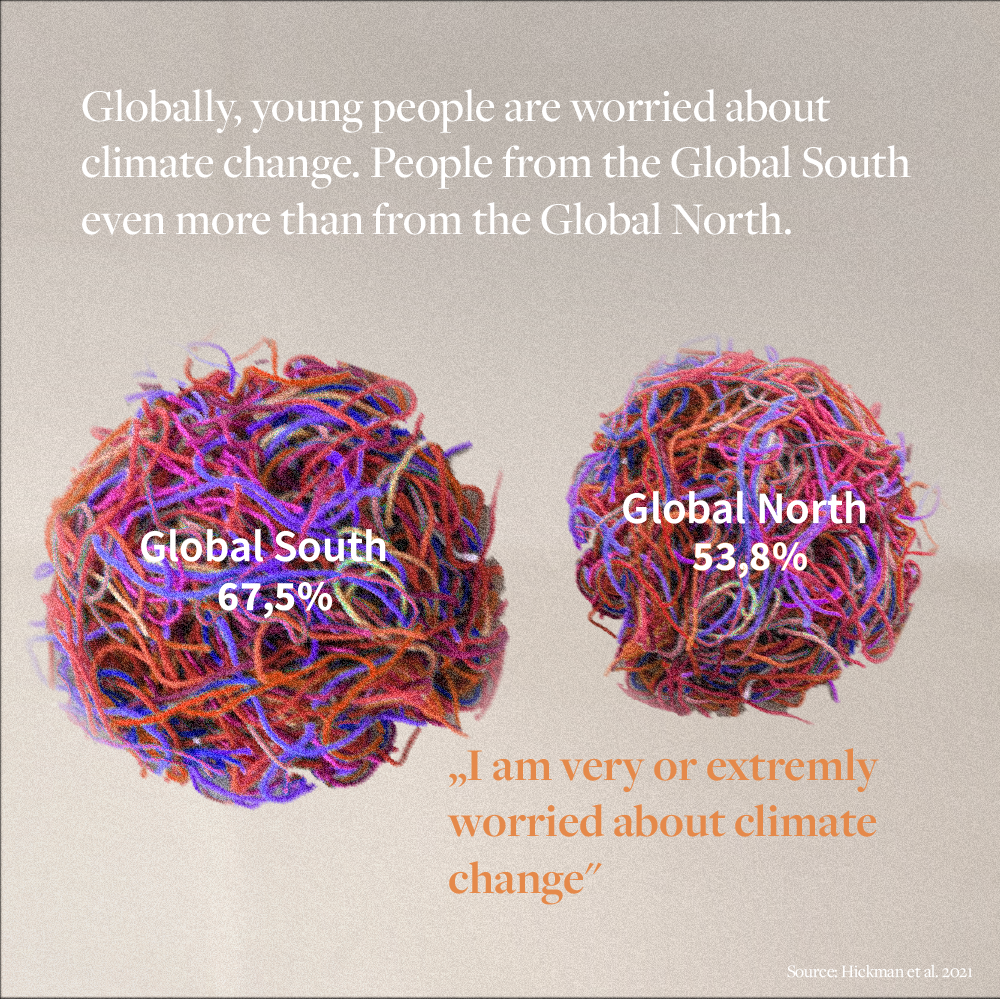 Globally, young people are worried about
climate change. People from the Global South
even more than from the Global North.
Global South
67,5%
Global North
53,8%
„I am very or extremly
worried about climate
change″
Source: Hickman et al. 2021